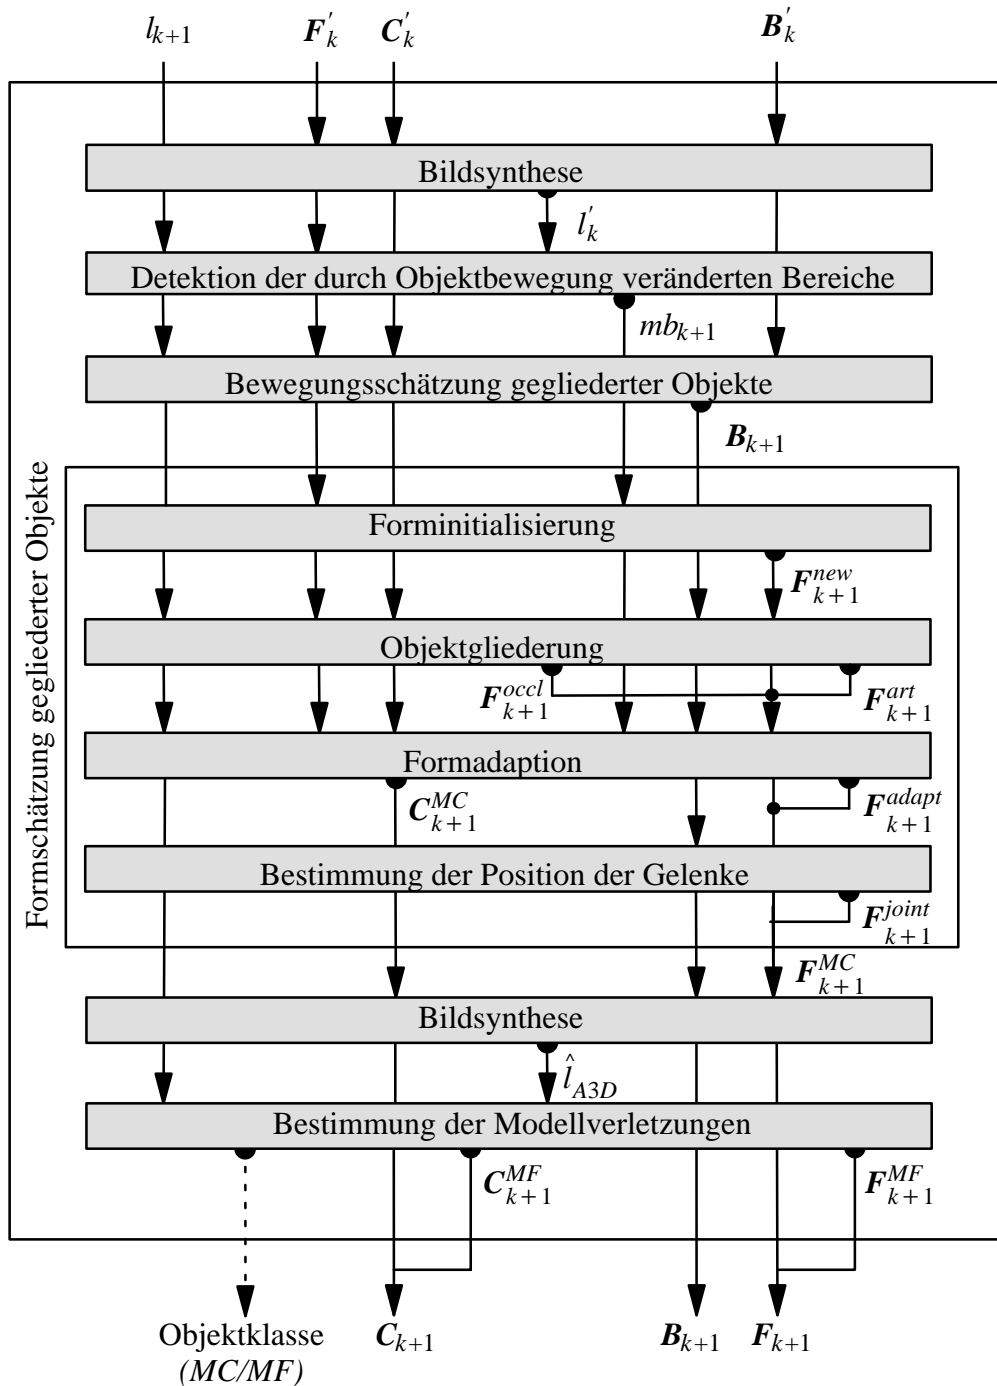 l_{k+1} F'_k C'_k B'_k
Bildsynthese
l'_k
Detektion der durch Objektbewegung veränderten Bereiche
mb_{k+1}
Bewegungsschätzung gegliederter Objekte
B_{k+1}
Formschätzung gegliederter Objekte
Forminitialisierung
F^{new}_{k+1}
Objektgliederung
F^{occl}_{k+1} F^{art}_{k+1}
Formadaption
C^{MC}_{k+1} F^{adapt}_{k+1}
Bestimmung der Position der Gelenke
F^{joint}_{k+1}
F^{MC}_{k+1}
Bildsynthese
\hat{l}_{A3D}
Bestimmung der Modellverletzungen
C^{MF}_{k+1} F^{MF}_{k+1}
Objektklasse C_{k+1} B_{k+1} F_{k+1}
(MC/MF)